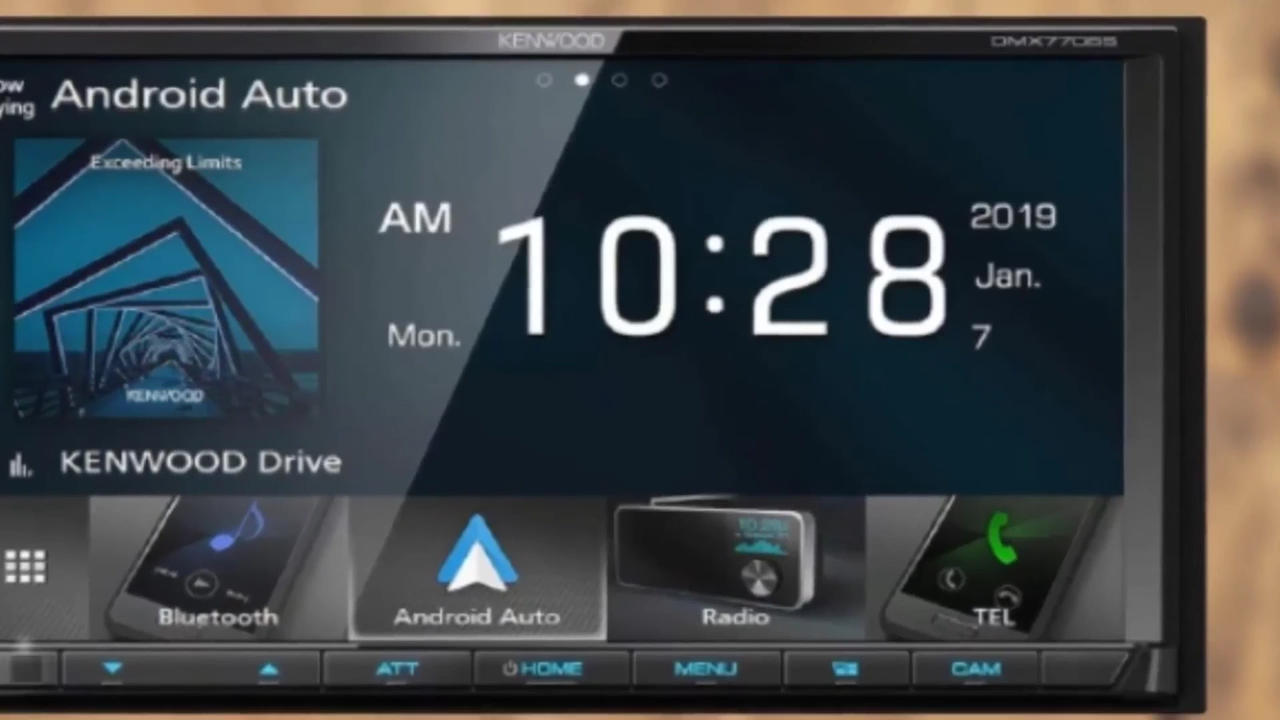 KENWOOD
DMX7706S
Android Auto
Exceeding Limits
KENWOOD
KENWOOD Drive
AM
Mon.
10:28
2019
Jan.
7
Bluetooth
Android Auto
Radio
TEL
ATT
HOME
MENU
CAM